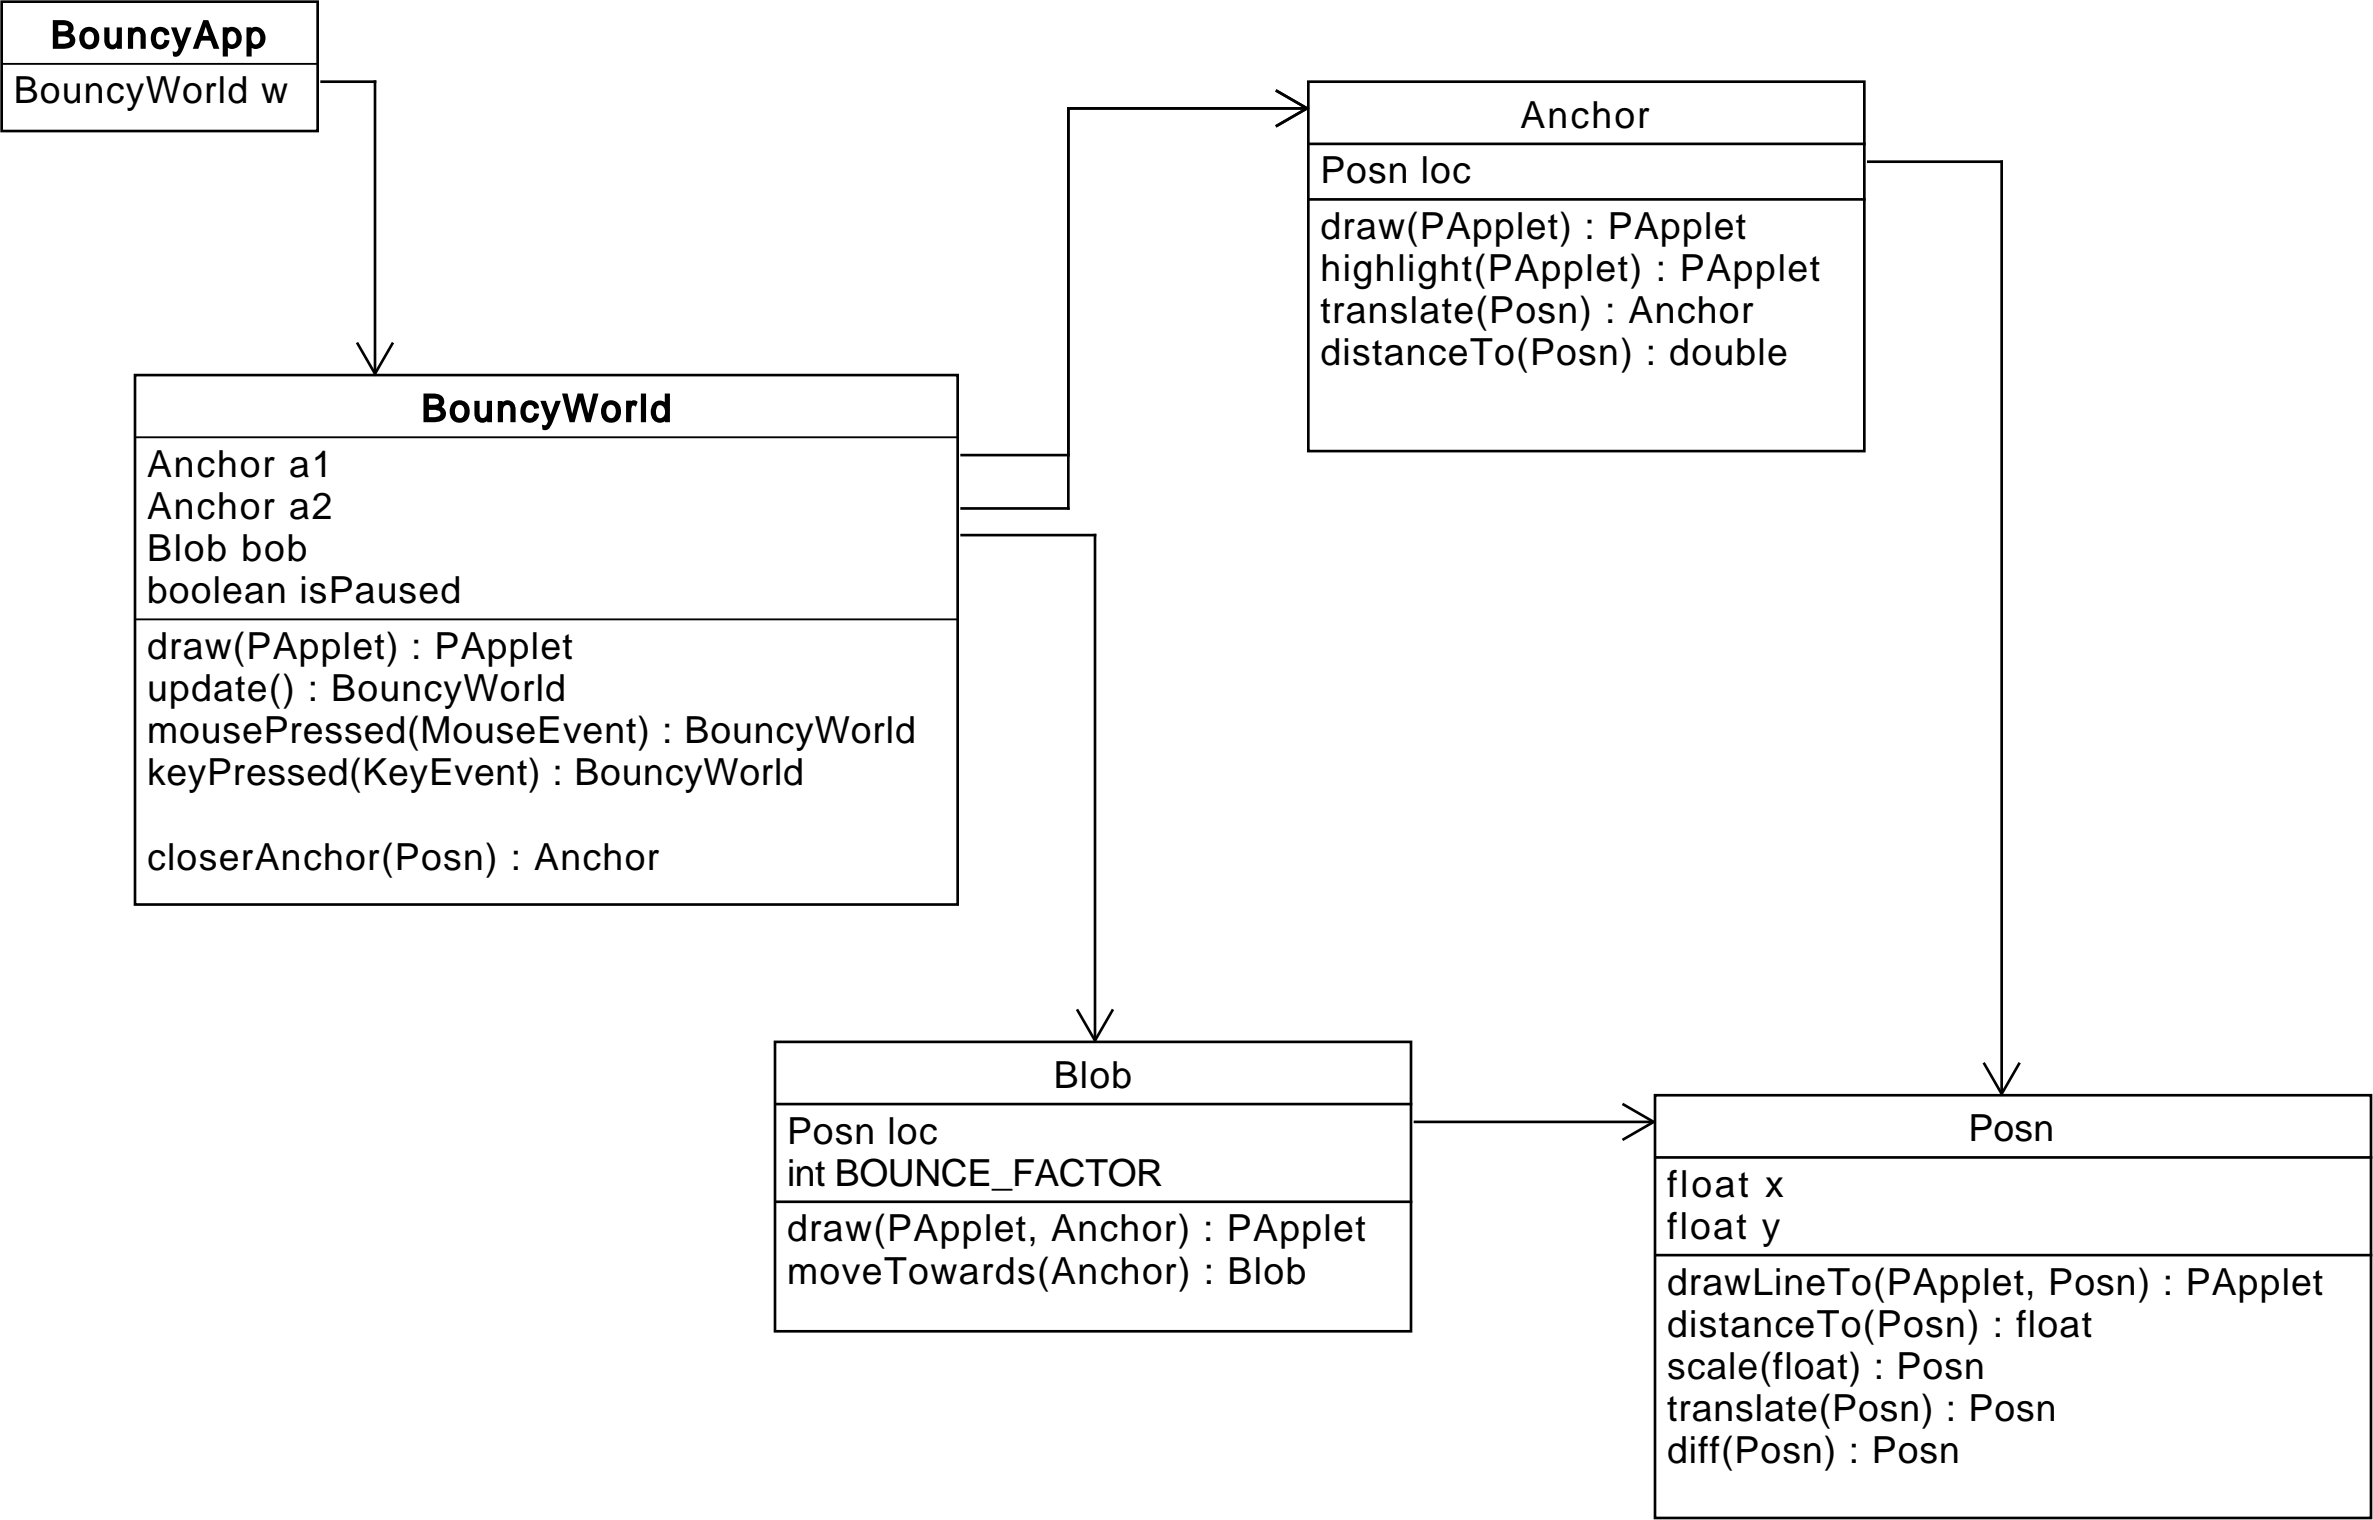 BouncyApp
BouncyWorld w
BouncyWorld
Anchor a1
Anchor a2
Blob bob
boolean isPaused
draw(PApplet) : PApplet
update() : BouncyWorld
mousePressed(MouseEvent) : BouncyWorld
keyPressed(KeyEvent) : BouncyWorld
closerAnchor(Posn) : Anchor
Anchor
Posn loc
draw(PApplet) : PApplet
highlight(PApplet) : PApplet
translate(Posn) : Anchor
distanceTo(Posn) : double
Blob
Posn loc
int BOUNCE_FACTOR
draw(PApplet, Anchor) : PApplet
moveTowards(Anchor) : Blob
Posn
float x
float y
drawLineTo(PApplet, Posn) : PApplet
distanceTo(Posn) : float
scale(float) : Posn
translate(Posn) : Posn
diff(Posn) : Posn